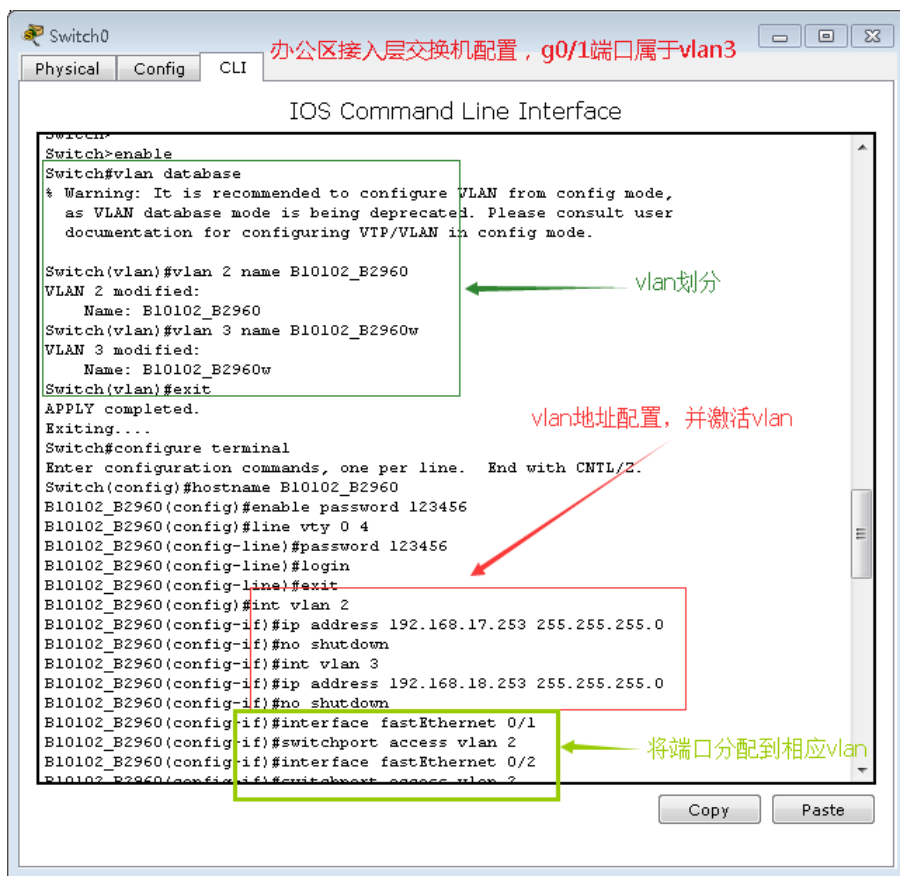 Switch0
办公区接入层交换机配置，g0/1端口属于vlan3
Physical Config CLI
IOS Command Line Interface
Switch>
Switch>enable
Switch#vlan database
% Warning: It is recommended to configure VLAN from config mode,
as VLAN database mode is being deprecated. Please consult user
documentation for configuring VTP/VLAN in config mode.
Switch(vlan)#vlan 2 name B10102_B2960
vlan划分
VLAN 2 modified:
Name: B10102_B2960
Switch(vlan)#vlan 3 name B10102_B2960w
VLAN 3 modified:
Name: B10102_B2960w
Switch(vlan)#exit
APPLY completed.
vlan地址配置，并激活vlan
Exiting....
Switch#configure terminal
Enter configuration commands, one per line. End with CNTL/Z.
Switch(config)#hostname B10102_B2960
B10102_B2960(config)#enable password 123456
B10102_B2960(config)#line vty 0 4
B10102_B2960(config-line)#password 123456
B10102_B2960(config-line)#login
B10102_B2960(config-line)#exit
B10102_B2960(config)#int vlan 2
B10102_B2960(config-if)#ip address 192.168.17.253 255.255.255.0
B10102_B2960(config-if)#no shutdown
B10102_B2960(config-if)#int vlan 3
B10102_B2960(config-if)#ip address 192.168.18.253 255.255.255.0
B10102_B2960(config-if)#no shutdown
B10102_B2960(config-if)#interface fastEthernet 0/1
B10102_B2960(config-if)#switchport access vlan 2
将端口分配到相应vlan
B10102_B2960(config-if)#interface fastEthernet 0/2
B10102_B2960(config-if)#switchport access vlan 2
Copy Paste